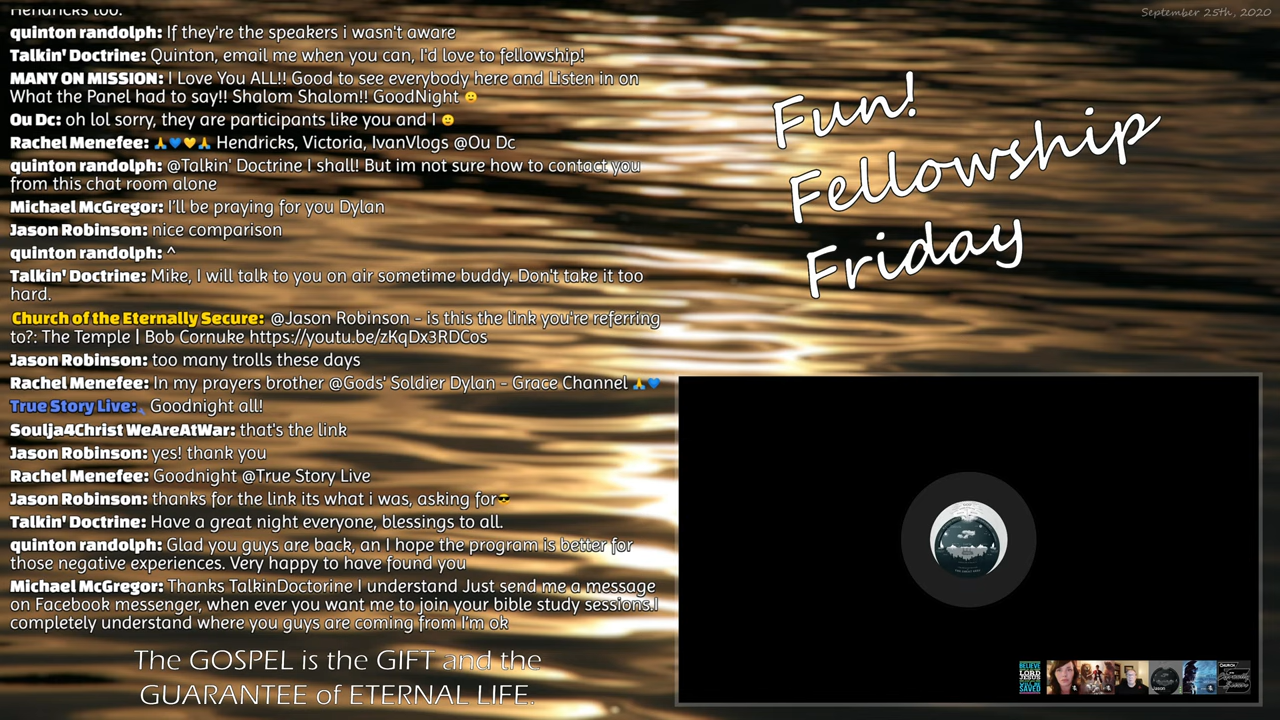 Hendricks too.
September 25th, 2020
quinton randolph: If they're the speakers i wasn't aware
Talkin' Doctrine: Quinton, email me when you can, I'd love to fellowship!
MANY ON MISSION: I Love You ALL!! Good to see everybody here and Listen in on
What the Panel had to say!! Shalom Shalom!! GoodNight 🙂
Ou Dc: oh lol sorry, they are participants like you and I 🙂
Rachel Menefee: 🙏💙💛🙏 Hendricks, Victoria, IvanVlogs @Ou Dc
quinton randolph: @Talkin' Doctrine I shall! But im not sure how to contact you
from this chat room alone
Michael McGregor: I'll be praying for you Dylan
Jason Robinson: nice comparison
quinton randolph: ^
Talkin' Doctrine: Mike, I will talk to you on air sometime buddy. Don't take it too
hard.
Church of the Eternally Secure: @Jason Robinson - is this the link you're referring
to?: The Temple | Bob Cornuke https://youtu.be/zKqDx3RDCos
Jason Robinson: too many trolls these days
Rachel Menefee: In my prayers brother @Gods' Soldier Dylan - Grace Channel 🙏💙
True Story Live: Goodnight all!
Soulja4Christ WeAreAtWar: that's the link
Jason Robinson: yes! thank you
Rachel Menefee: Goodnight @True Story Live
Jason Robinson: thanks for the link its what i was, asking for😎
Talkin' Doctrine: Have a great night everyone, blessings to all.
quinton randolph: Glad you guys are back, an I hope the program is better for
those negative experiences. Very happy to have found you
Michael McGregor: Thanks TalkinDoctorine I understand Just send me a message
on Facebook messenger, when ever you want me to join your bible study sessions.I
completely understand where you guys are coming from I'm ok
The GOSPEL is the GIFT and the
GUARANTEE of ETERNAL LIFE.
Fun!
Fellowship
Friday
BELIEVE
LORD
JESUS
SAVED
Jason
CHURCH